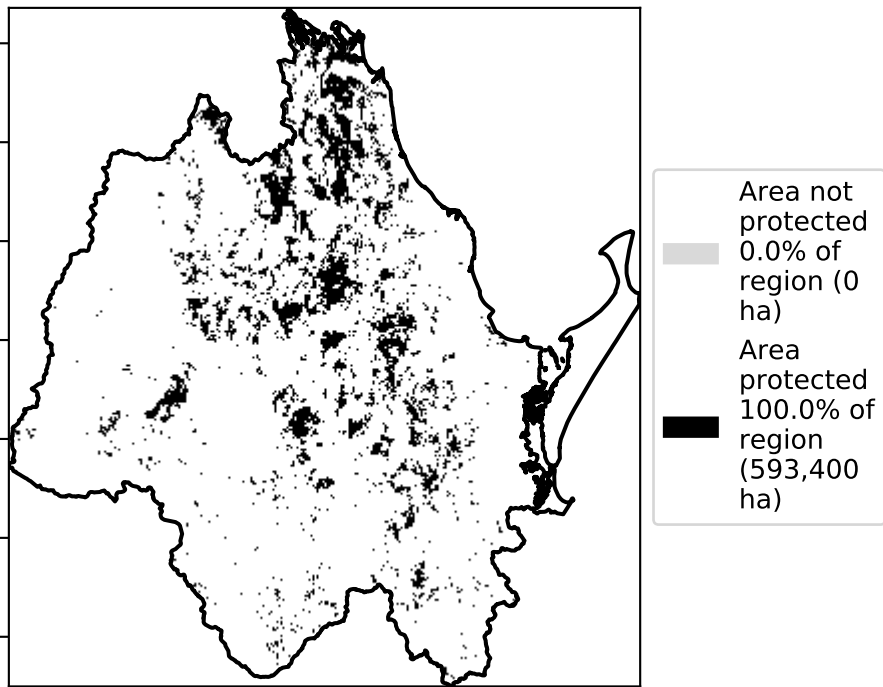 Area not
protected
0.0% of
region (0
ha)
Area
protected
100.0% of
region
(593,400
ha)